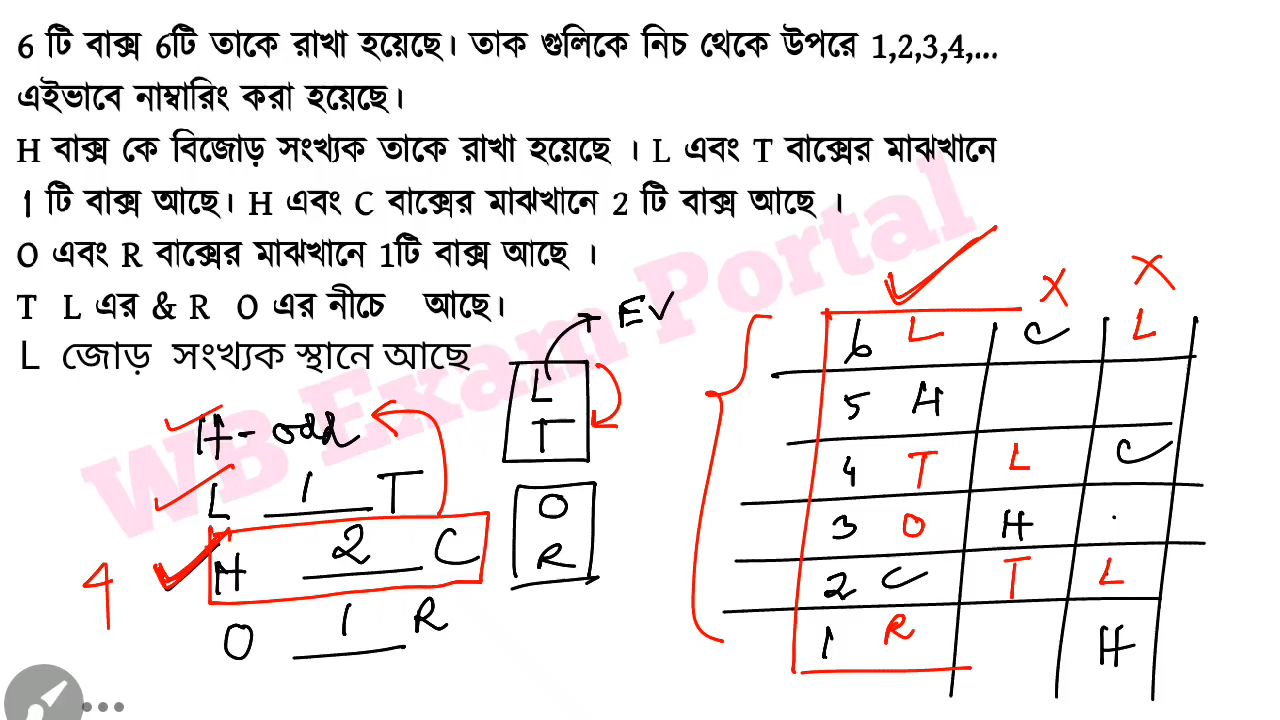 6 টি বাক্স 6টি তাকে রাখা হয়েছে। তাক গুলিকে নিচ থেকে উপরে 1,2,3,4,...
এইভাবে নাম্বারিং করা হয়েছে।
H বাক্স কে বিজোড় সংখ্যক তাকে রাখা হয়েছে । L এবং T বাক্সের মাঝখানে
1 টি বাক্স আছে। H এবং C বাক্সের মাঝখানে 2 টি বাক্স আছে ।
O এবং R বাক্সের মাঝখানে 1টি বাক্স আছে ।
T L এর & R O এর নীচে আছে।
L জোড় সংখ্যক স্থানে আছে
WB Exam Portal
H - odd
L 1 T
4 H 2 C
O 1 R
EV
L
T
O
R
6 L C L
5 H
4 T L C
3 O H
2 C T L
1 R H